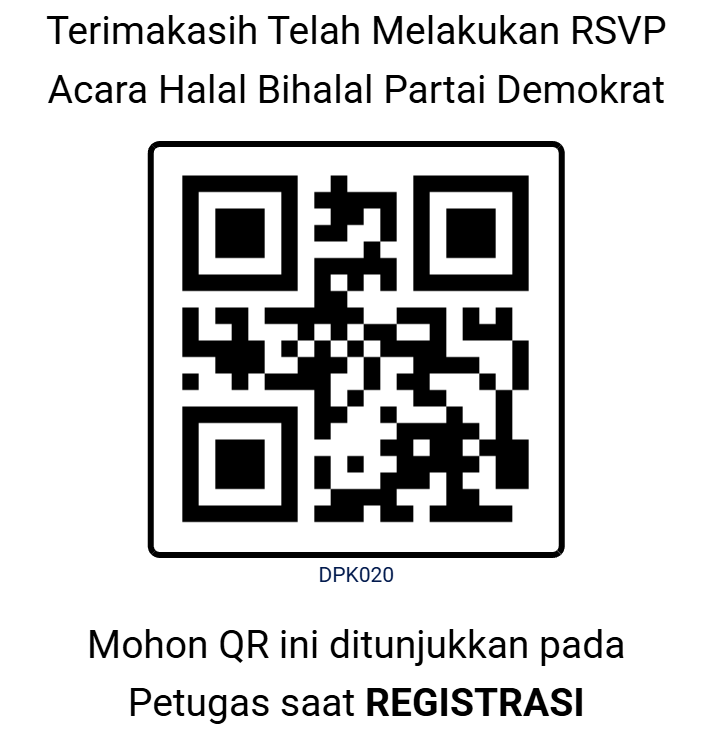 Terimakasih Telah Melakukan RSVP
Acara Halal Bihalal Partai Demokrat
DPK020
Mohon QR ini ditunjukkan pada
Petugas saat REGISTRASI